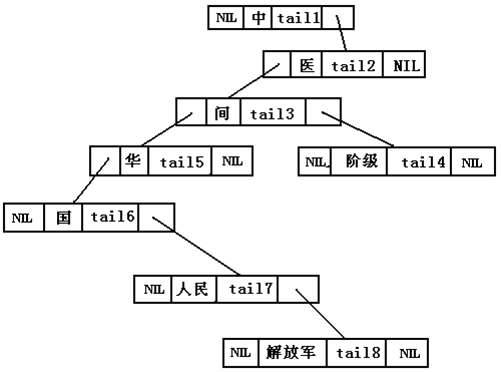 NIL 中 tail1
医 tail2 NIL
间 tail3
华 tail5 NIL
NIL 阶级 tail4 NIL
NIL 国 tail6
NIL 人民 tail7
NIL 解放军 tail8 NIL